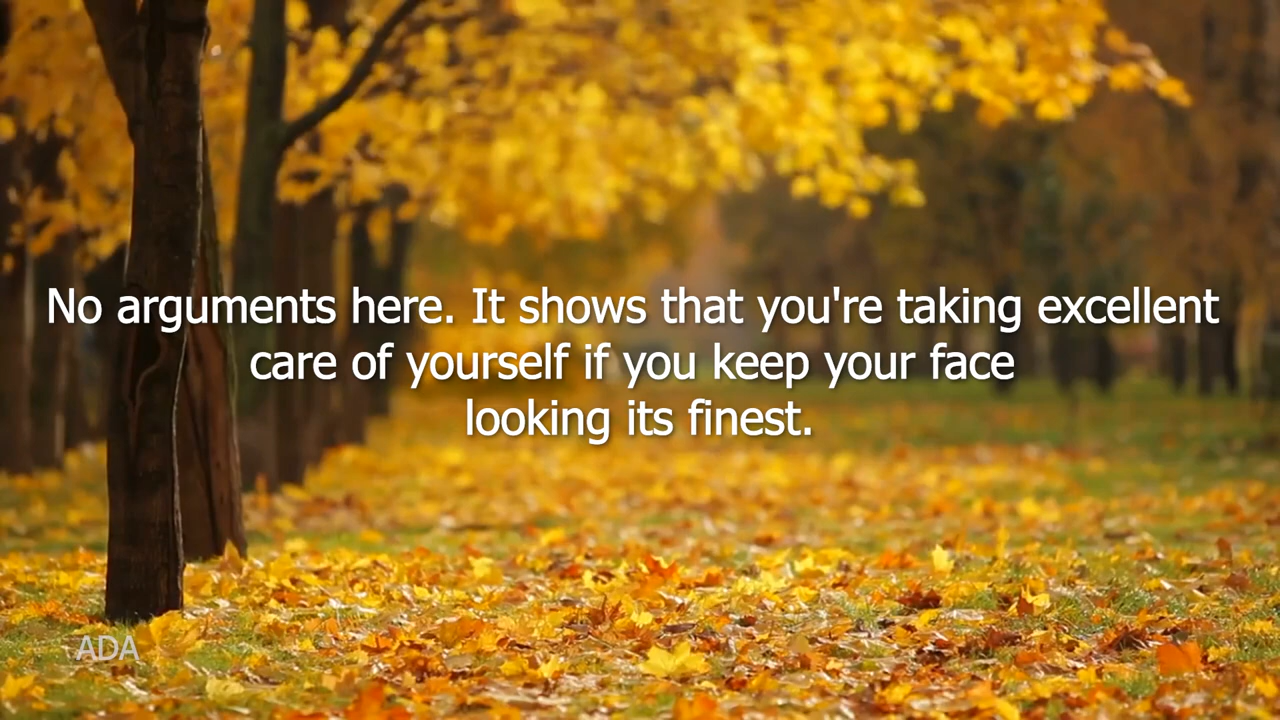 No arguments here. It shows that you're taking excellent
care of yourself if you keep your face
looking its finest.
ADA